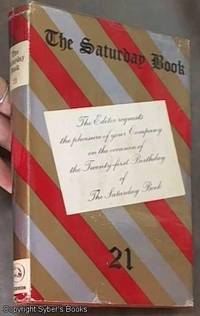 The Saturday Book
The Editor requests
the pleasure of your Company
on the occasion of
the Twenty-first Birthday
of
The Saturday Book
21
The
Saturday
Book
21
Copyright Syber's Books